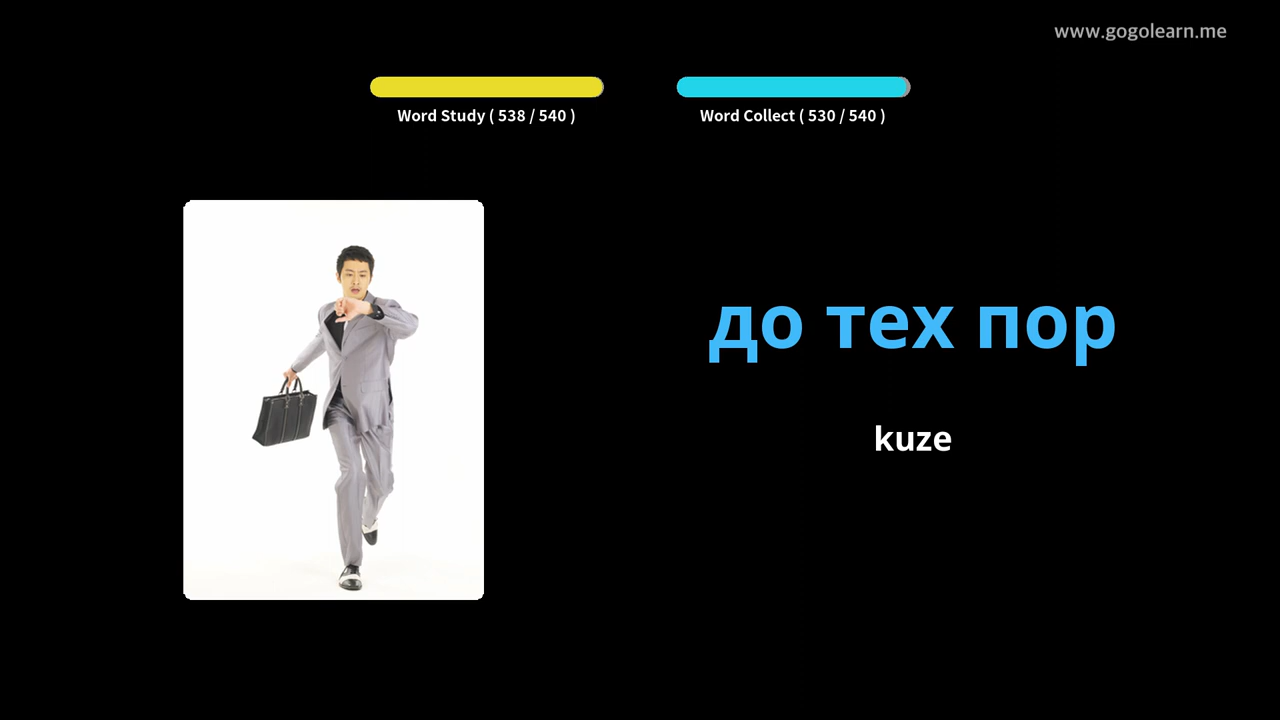 www.gogolearn.me
Word Study ( 538 / 540 )
Word Collect ( 530 / 540 )
до тех пор
kuze